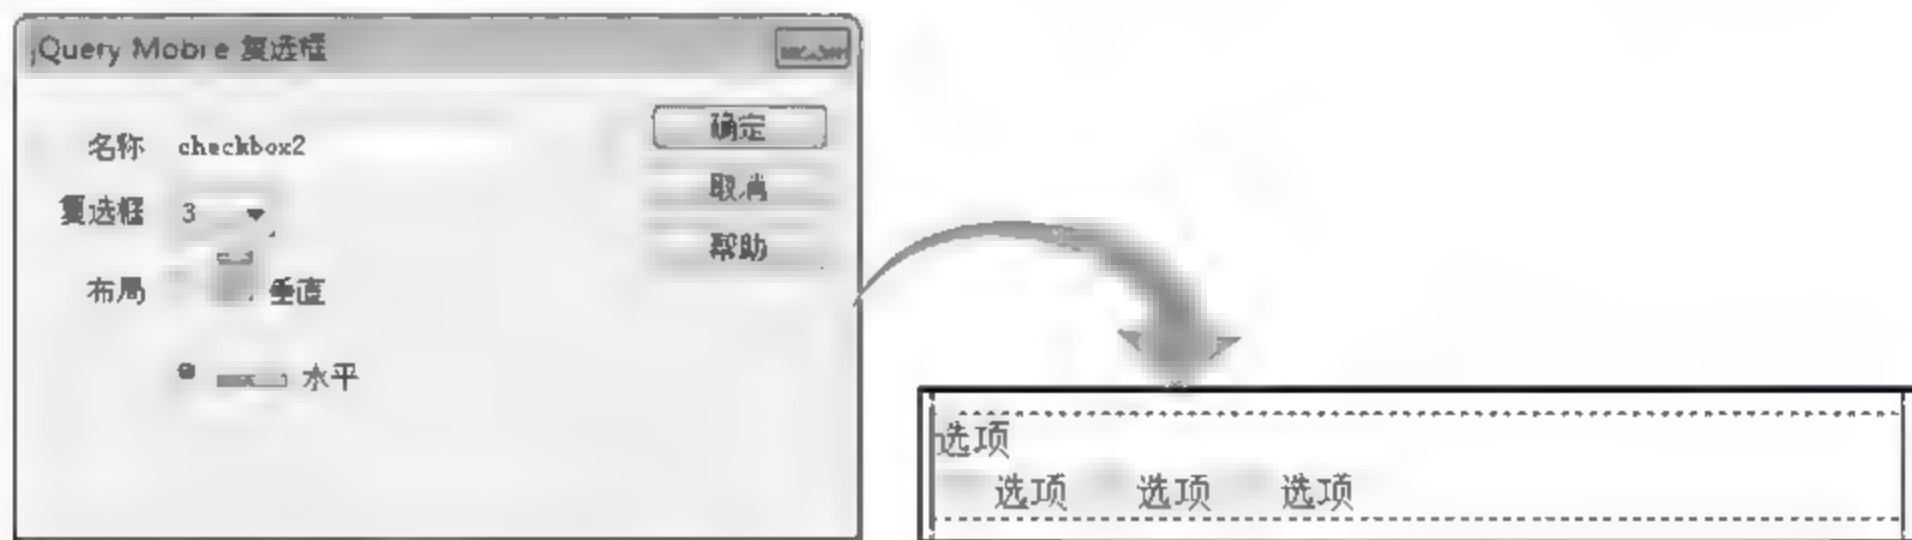 jQuery Mobile 复选框
名称 checkbox2
确定
取消
复选框 3
帮助
布局 垂直
水平
选项
选项 选项 选项